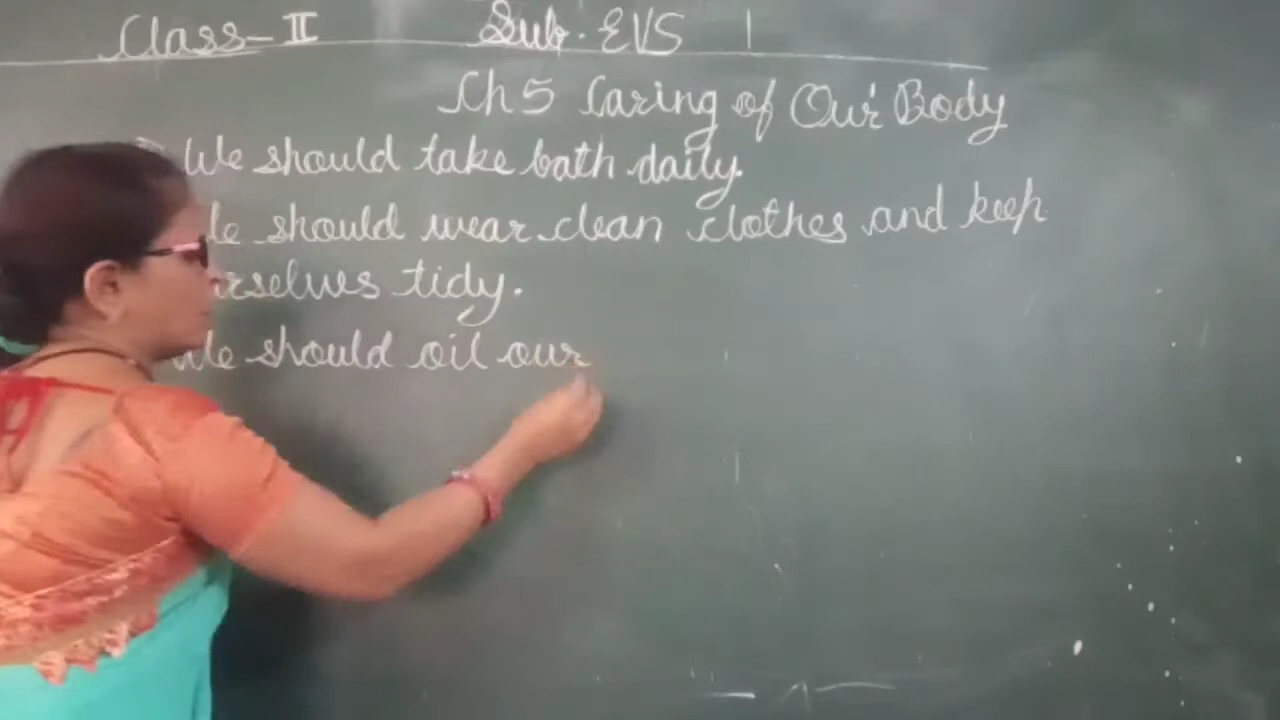 Class-II Sub. EVS
Ch 5 Caring of Our Body
We should take bath daily.
should wear clean clothes and keep
tidy.
should oil our